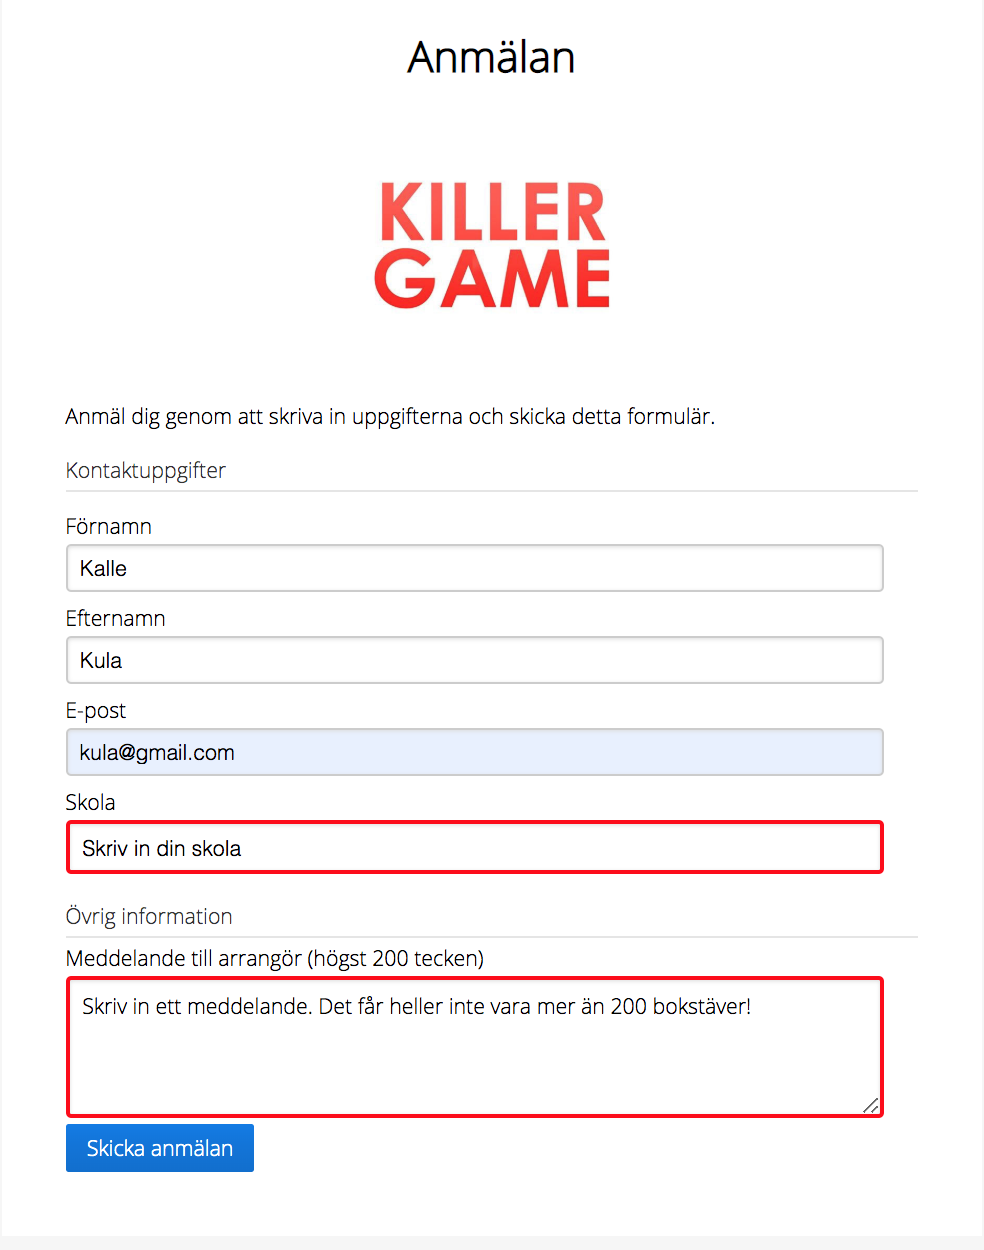 Anmälan
KILLER
GAME
Anmäl dig genom att skriva in uppgifterna och skicka detta formulär.
Kontaktuppgifter
Förnamn
Kalle
Efternamn
Kula
E-post
kula@gmail.com
Skola
Skriv in din skola
Övrig information
Meddelande till arrangör (högst 200 tecken)
Skriv in ett meddelande. Det får heller inte vara mer än 200 bokstäver!
Skicka anmälan